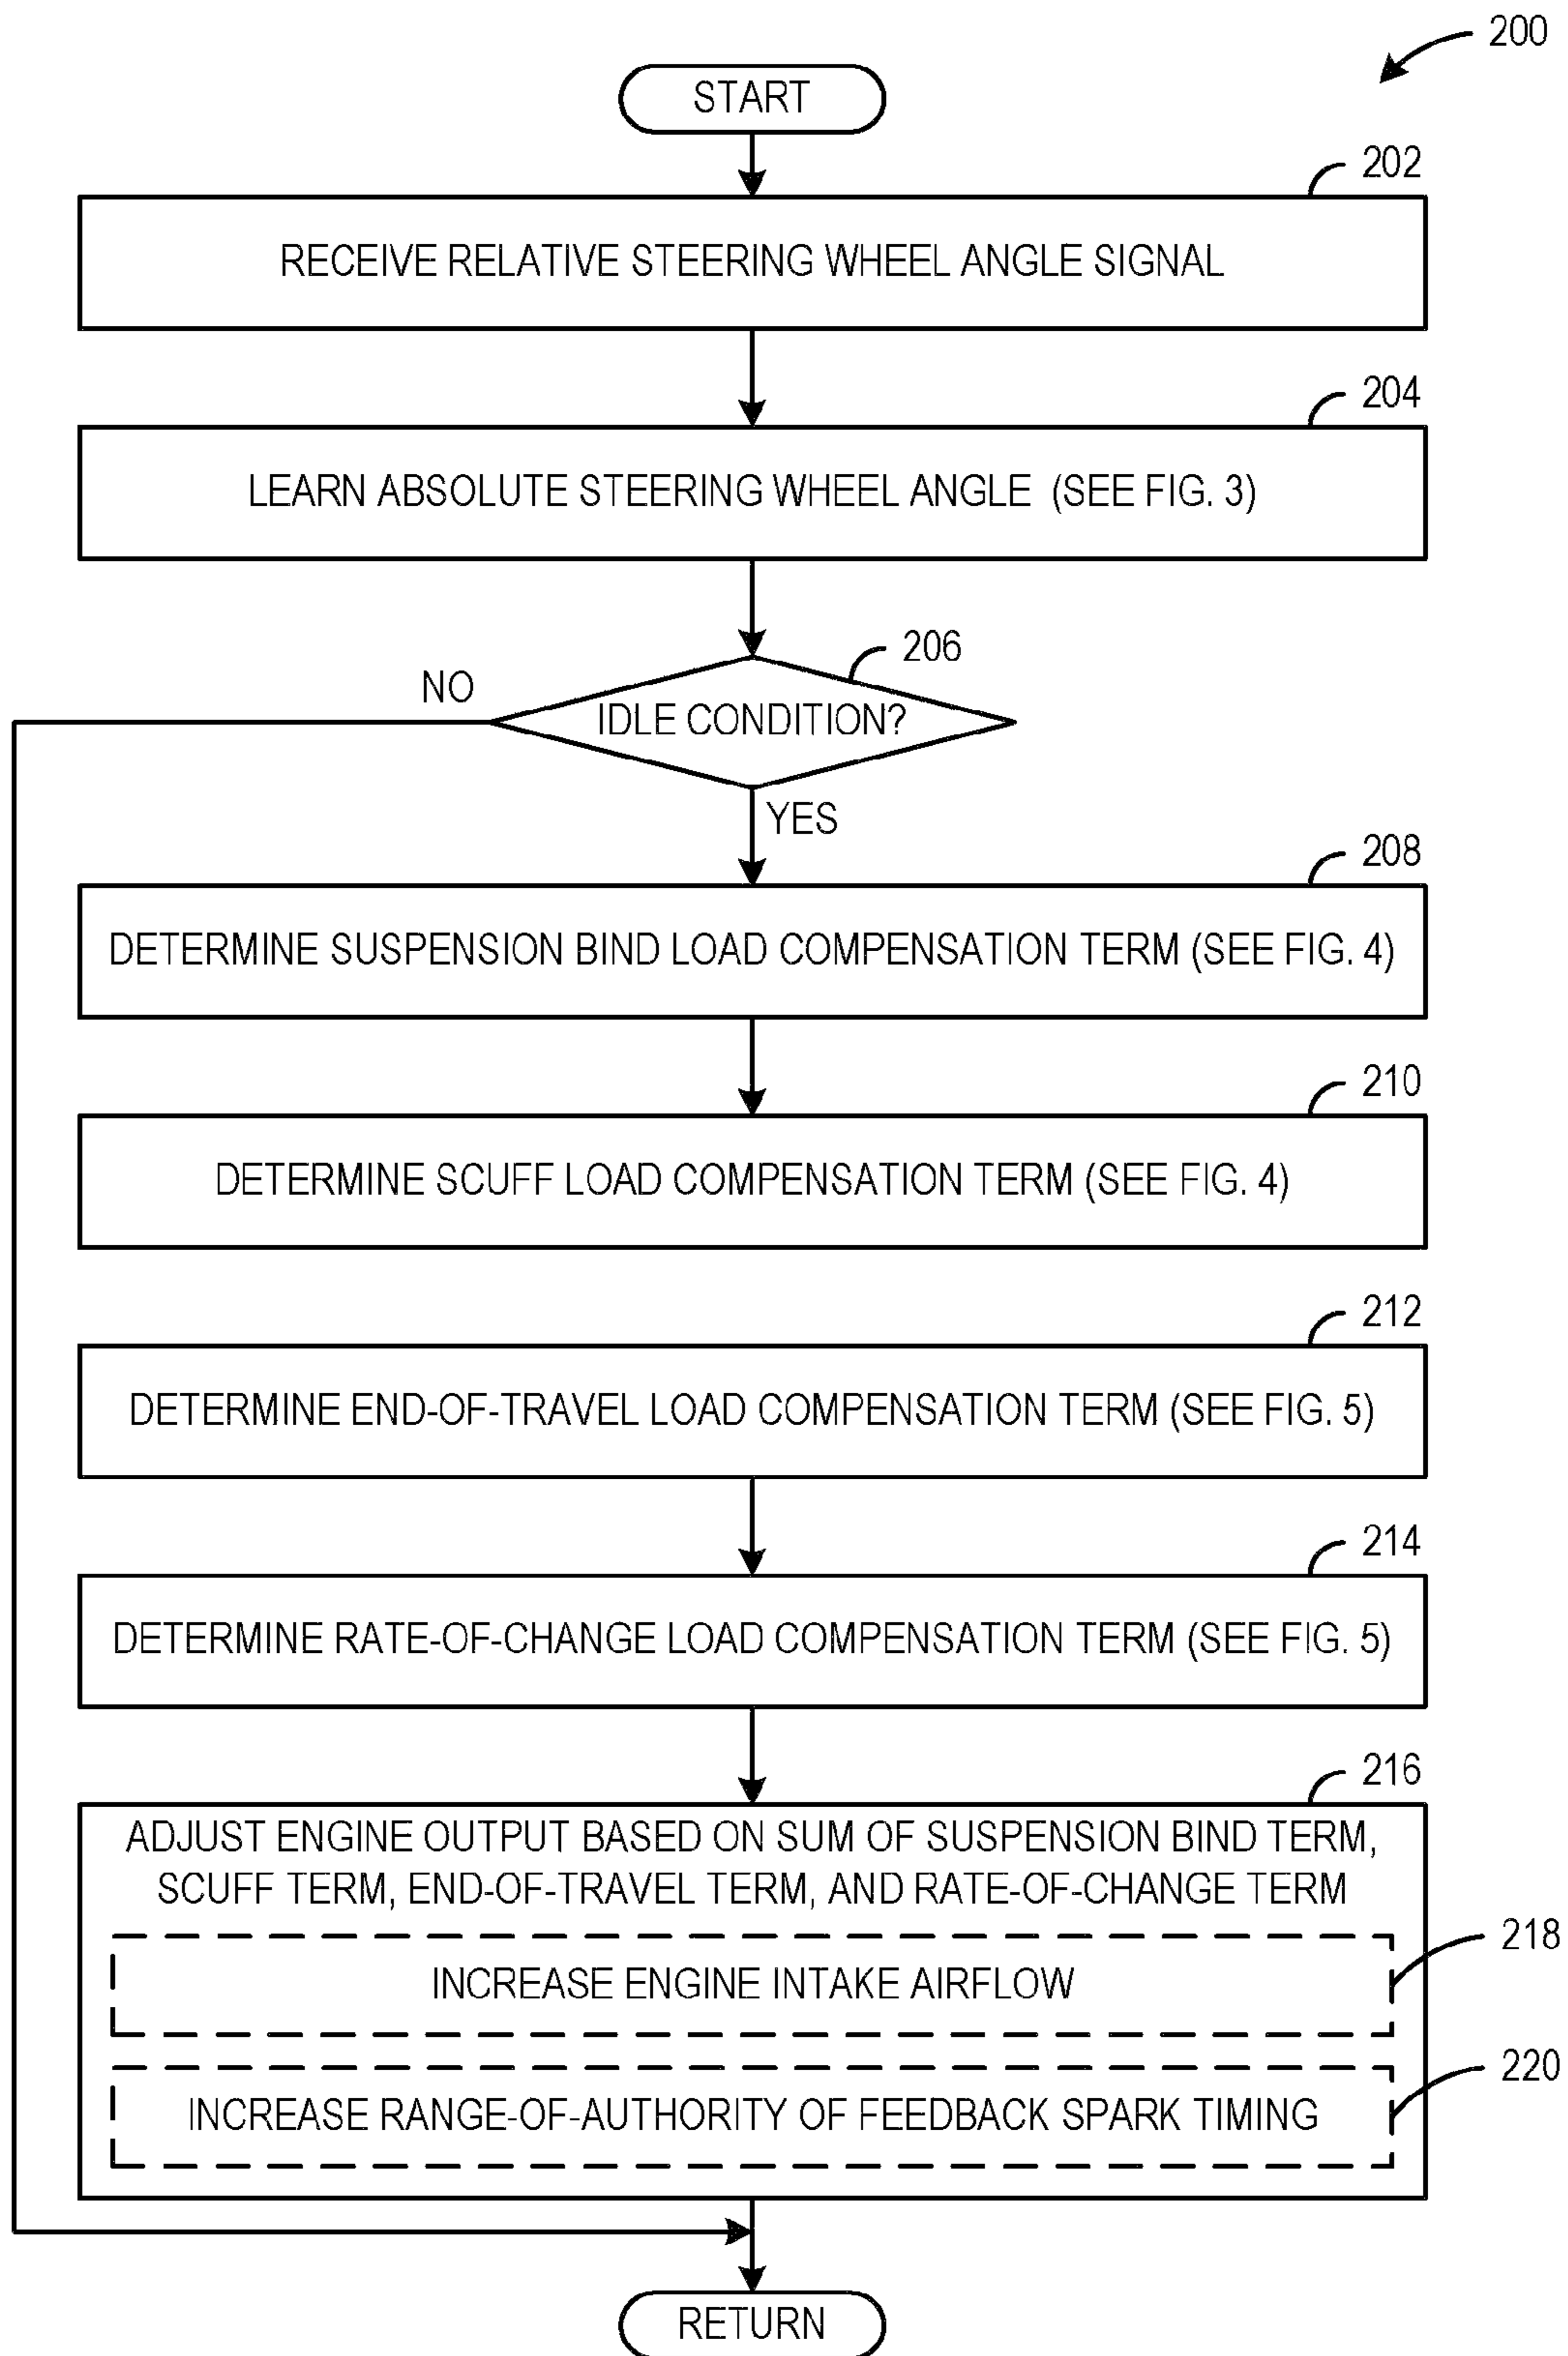 200
START
202
RECEIVE RELATIVE STEERING WHEEL ANGLE SIGNAL
204
LEARN ABSOLUTE STEERING WHEEL ANGLE (SEE FIG. 3)
206
NO
IDLE CONDITION?
YES
208
DETERMINE SUSPENSION BIND LOAD COMPENSATION TERM (SEE FIG. 4)
210
DETERMINE SCUFF LOAD COMPENSATION TERM (SEE FIG. 4)
212
DETERMINE END-OF-TRAVEL LOAD COMPENSATION TERM (SEE FIG. 5)
214
DETERMINE RATE-OF-CHANGE LOAD COMPENSATION TERM (SEE FIG. 5)
216
ADJUST ENGINE OUTPUT BASED ON SUM OF SUSPENSION BIND TERM,
SCUFF TERM, END-OF-TRAVEL TERM, AND RATE-OF-CHANGE TERM
218
INCREASE ENGINE INTAKE AIRFLOW
220
INCREASE RANGE-OF-AUTHORITY OF FEEDBACK SPARK TIMING
RETURN